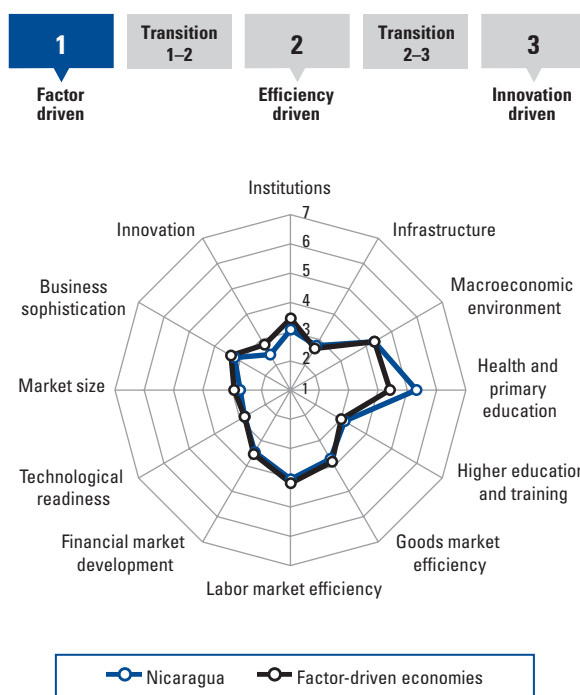 1
Transition
1–2
2
Transition
2–3
3
Factor
driven
Efficiency
driven
Innovation
driven
Institutions
Infrastructure
Macroeconomic
environment
Health and
primary
education
Higher education
and training
Goods market
efficiency
Labor market efficiency
Financial market
development
Technological
readiness
Market size
Business
sophistication
Innovation
7
6
5
4
3
2
1
Nicaragua
Factor-driven economies